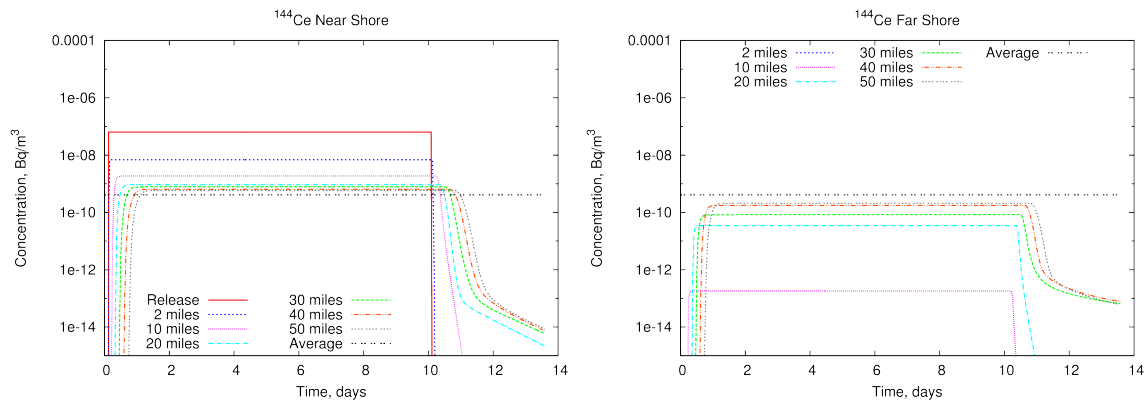 144Ce Near Shore
0.0001
1e-06
1e-08
1e-10
1e-12
1e-14
Concentration, Bq/m3
Release
2 miles
10 miles
20 miles
30 miles
40 miles
50 miles
Average
0 2 4 6 8 10 12 14
Time, days
144Ce Far Shore
0.0001
1e-06
1e-08
1e-10
1e-12
1e-14
Concentration, Bq/m3
2 miles
10 miles
20 miles
30 miles
40 miles
50 miles
Average
0 2 4 6 8 10 12 14
Time, days